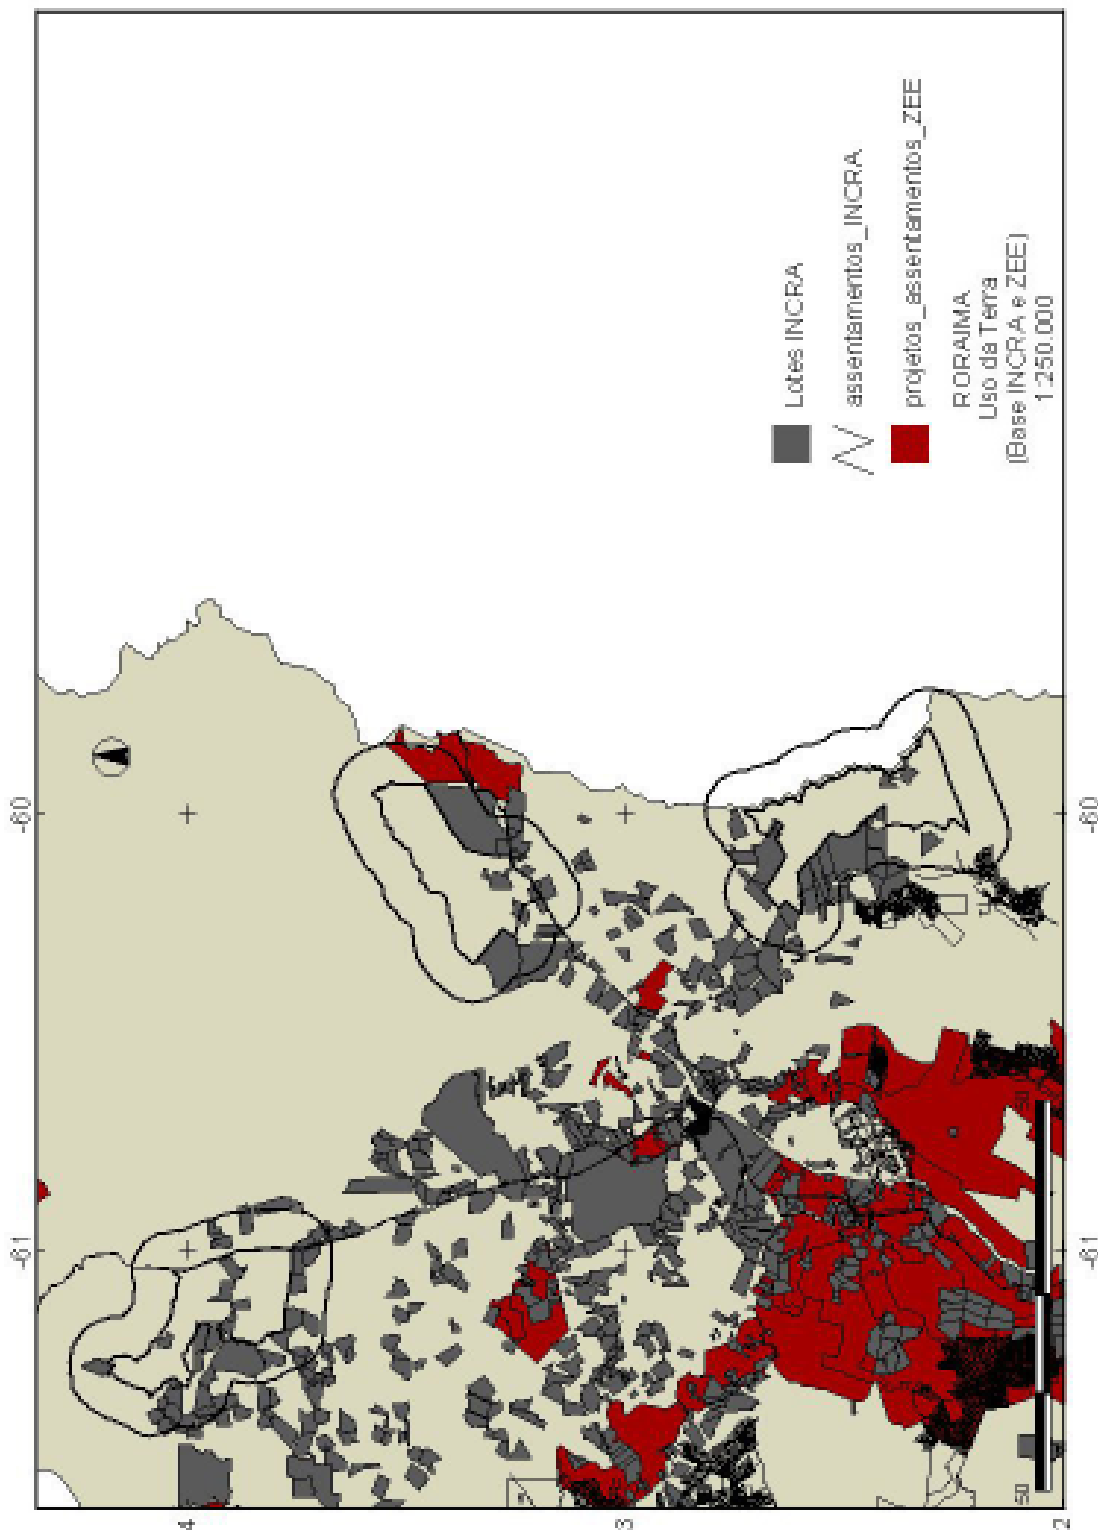 Lotes INCRA
assentamentos_INCRA
projetos_assentamentos_ZEE
RORAIMA
Uso da Terra
(Base INCRA e ZEE)
1:250.000
-60
-61
-60
-61
4
3
2
50
50